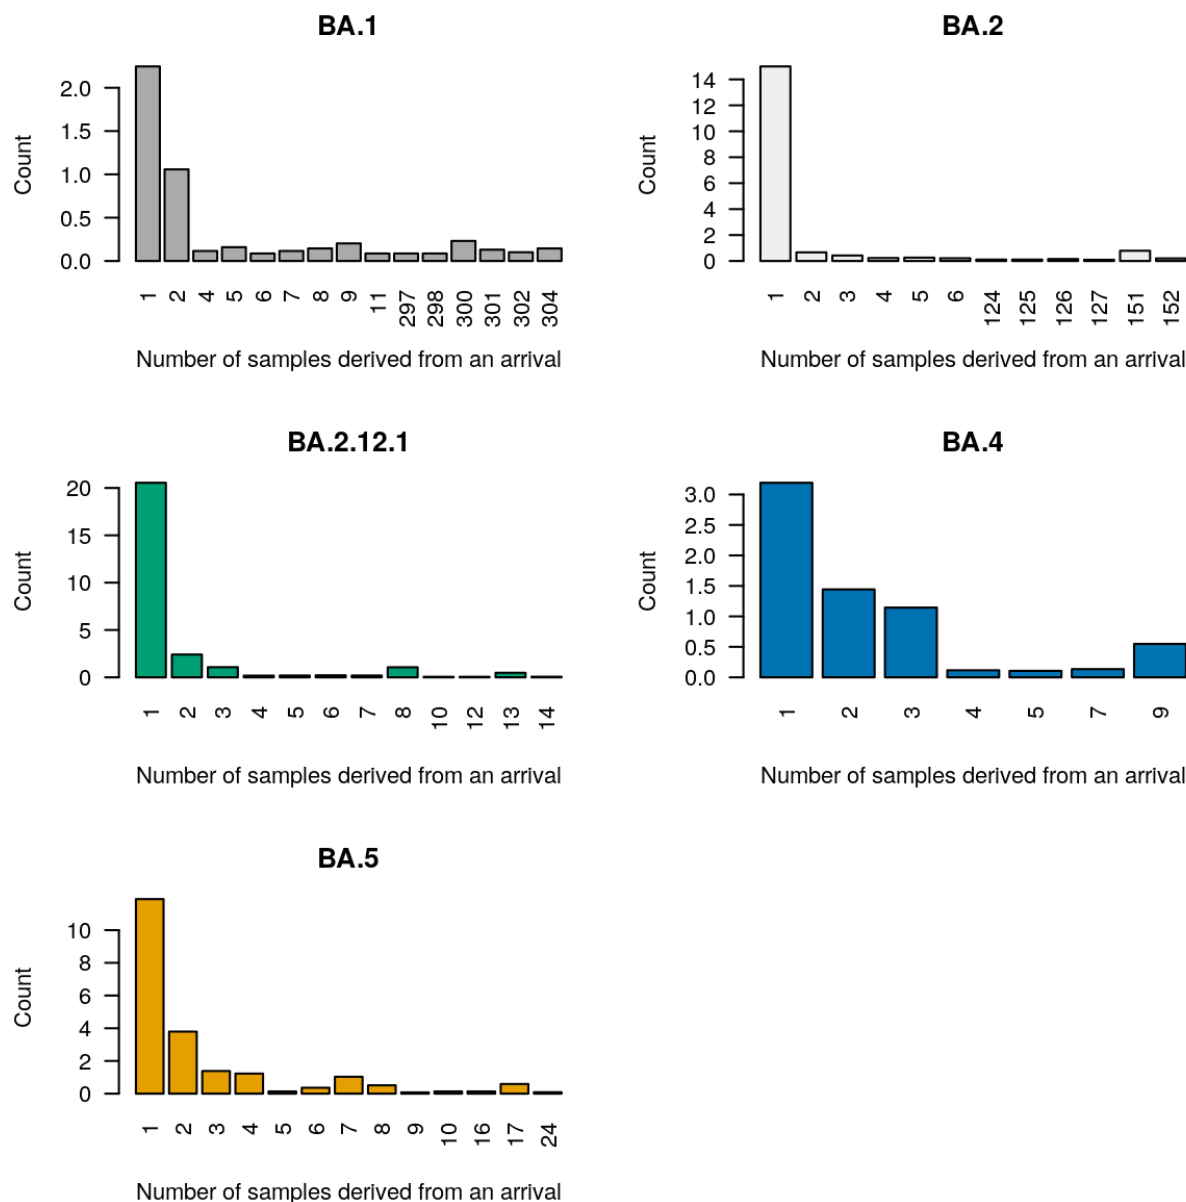 BA.1
Count
2.0
1.5
1.0
0.5
0.0
1 2 4 5 6 7 8 9 11 297 298 300 301 302 304
Number of samples derived from an arrival
BA.2
Count
14
12
10
8
6
4
2
0
1 2 3 4 5 6 124 125 126 127 151 152
Number of samples derived from an arrival
BA.2.12.1
Count
20
15
10
5
0
1 2 3 4 5 6 7 8 10 12 13 14
Number of samples derived from an arrival
BA.4
Count
3.0
2.5
2.0
1.5
1.0
0.5
0.0
1 2 3 4 5 7 9
Number of samples derived from an arrival
BA.5
Count
10
8
6
4
2
0
1 2 3 4 5 6 7 8 9 10 16 17 24
Number of samples derived from an arrival